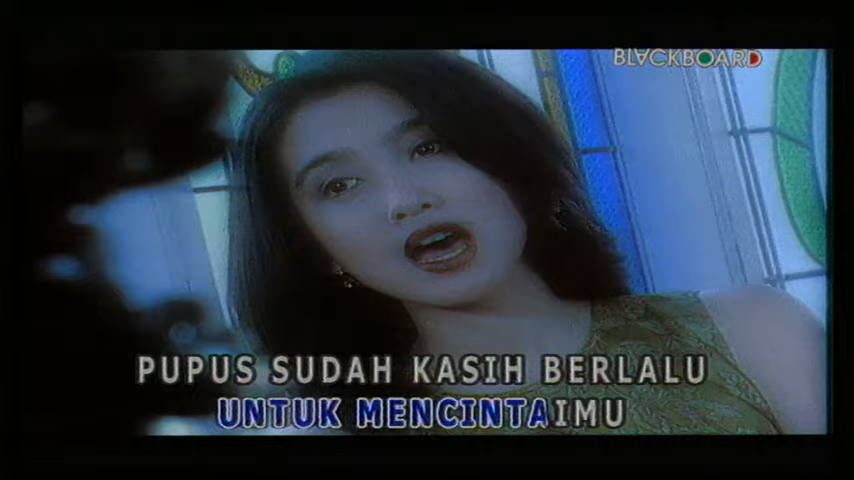 BLACKBOARD
PUPUS SUDAH KASIH BERLALU
UNTUK MENCINTAIMU